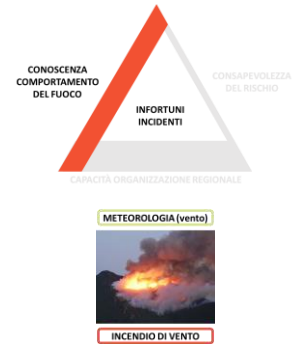 CONOSCENZA
COMPORTAMENTO
DEL FUOCO
CONSAPEVOLEZZA
DEL RISCHIO
INFORTUNI
INCIDENTI
CAPACITÀ ORGANIZZAZIONE REGIONALE
METEOROLOGIA (vento)
INCENDIO DI VENTO